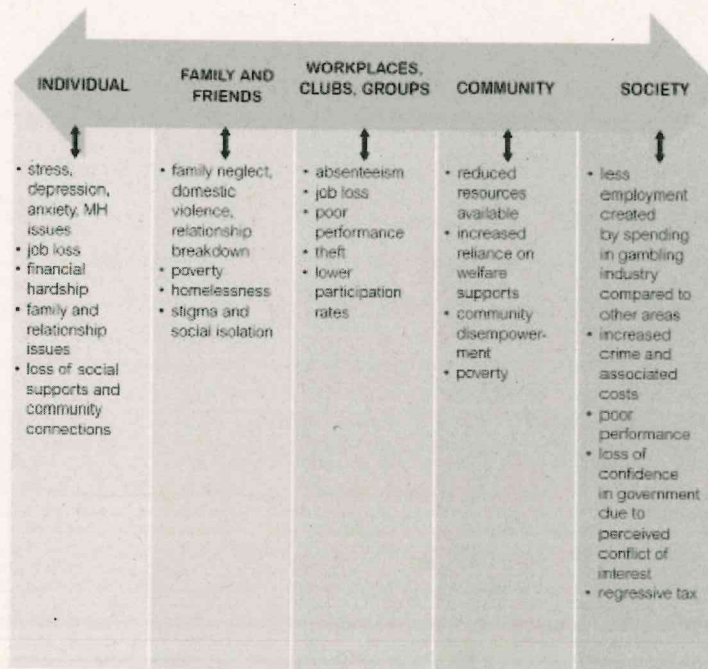 INDIVIDUAL
FAMILY AND
FRIENDS
WORKPLACES,
CLUBS, GROUPS
COMMUNITY
SOCIETY
• stress,
depression,
anxiety, MH
issues
• job loss
• financial
hardship
• family and
relationship
issues
• loss of social
supports and
community
connections
• family neglect,
domestic
violence,
relationship
breakdown
• poverty
• homelessness
• stigma and
social isolation
• absenteeism
• job loss
• poor
performance
• theft
• lower
participation
rates
• reduced
resources
available
• increased
reliance on
welfare
supports
• community
disempower-
ment
• poverty
• less
employment
created
by spending
in gambling
industry
compared to
other areas
• increased
crime and
associated
costs
• poor
performance
• loss of
confidence
in government
due to
perceived
conflict of
interest
• regressive tax